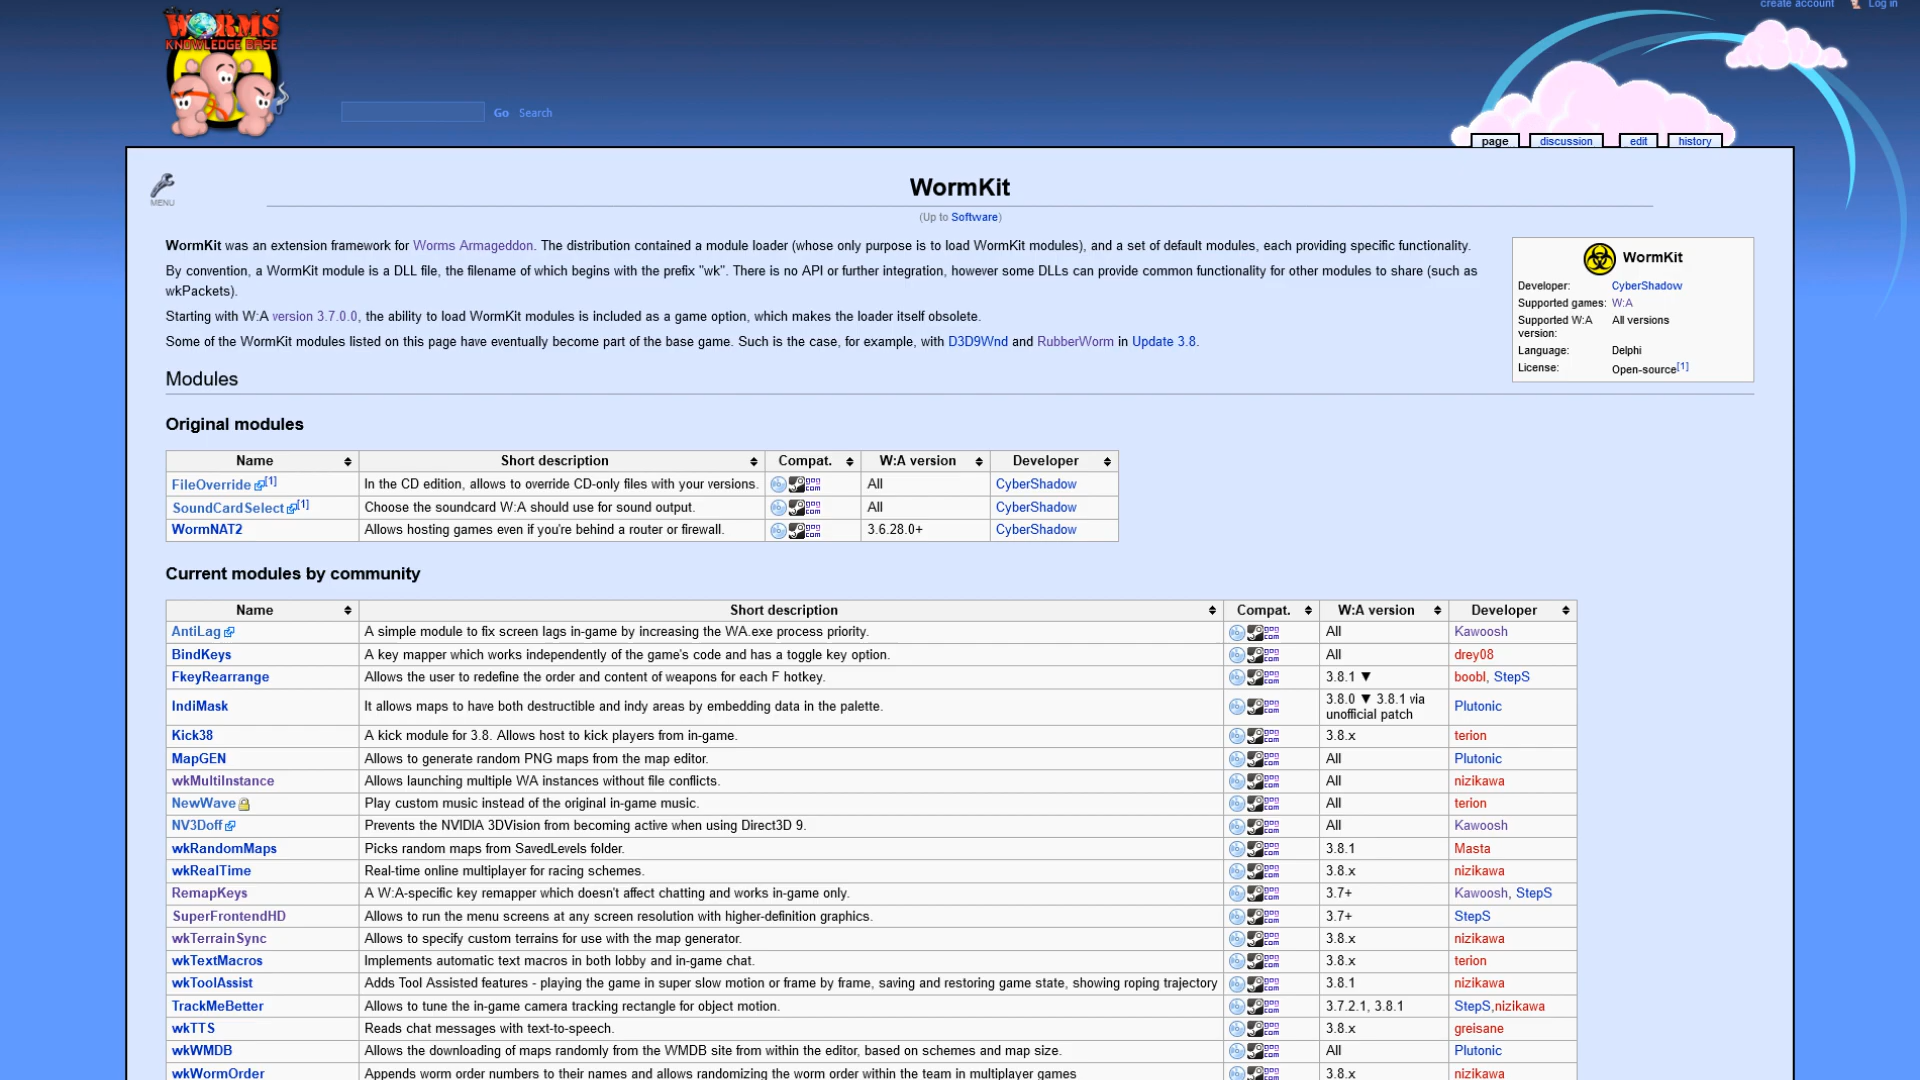 create account Log in
WORMS
KNOWLEDGE BASE
Go Search
page discussion edit history
MENU
WormKit
(Up to Software)
WormKit was an extension framework for Worms Armageddon. The distribution contained a module loader (whose only purpose is to load WormKit modules), and a set of default modules, each providing specific functionality.
By convention, a WormKit module is a DLL file, the filename of which begins with the prefix "wk". There is no API or further integration, however some DLLs can provide common functionality for other modules to share (such as
wkPackets).
Starting with W:A version 3.7.0.0, the ability to load WormKit modules is included as a game option, which makes the loader itself obsolete.
Some of the WormKit modules listed on this page have eventually become part of the base game. Such is the case, for example, with D3D9Wnd and RubberWorm in Update 3.8.
WormKit
Developer: CyberShadow
Supported games: W:A
Supported W:A All versions
version:
Language: Delphi
License: Open-source[1]
Modules
Original modules
Name Short description Compat. W:A version Developer
FileOverride [1] In the CD edition, allows to override CD-only files with your versions. All CyberShadow
SoundCardSelect [1] Choose the soundcard W:A should use for sound output. All CyberShadow
WormNAT2 Allows hosting games even if you're behind a router or firewall. 3.6.28.0+ CyberShadow
Current modules by community
Name Short description Compat. W:A version Developer
AntiLag A simple module to fix screen lags in-game by increasing the WA.exe process priority. All Kawoosh
BindKeys A key mapper which works independently of the game's code and has a toggle key option. All drey08
FkeyRearrange Allows the user to redefine the order and content of weapons for each F hotkey. 3.8.1 ▼ boobl, StepS
IndiMask It allows maps to have both destructible and indy areas by embedding data in the palette. 3.8.0 ▼ 3.8.1 via Plutonic
unofficial patch
Kick38 A kick module for 3.8. Allows host to kick players from in-game. 3.8.x terion
MapGEN Allows to generate random PNG maps from the map editor. All Plutonic
wkMultiInstance Allows launching multiple WA instances without file conflicts. All nizikawa
NewWave Play custom music instead of the original in-game music. All terion
NV3Doff Prevents the NVIDIA 3DVision from becoming active when using Direct3D 9. All Kawoosh
wkRandomMaps Picks random maps from SavedLevels folder. 3.8.1 Masta
wkRealTime Real-time online multiplayer for racing schemes. 3.8.x nizikawa
RemapKeys A W:A-specific key remapper which doesn't affect chatting and works in-game only. 3.7+ Kawoosh, StepS
SuperFrontendHD Allows to run the menu screens at any screen resolution with higher-definition graphics. 3.7+ StepS
wkTerrainSync Allows to specify custom terrains for use with the map generator. 3.8.x nizikawa
wkTextMacros Implements automatic text macros in both lobby and in-game chat. 3.8.x terion
wkToolAssist Adds Tool Assisted features - playing the game in super slow motion or frame by frame, saving and restoring game state, showing roping trajectory 3.8.1 nizikawa
TrackMeBetter Allows to tune the in-game camera tracking rectangle for object motion. 3.7.2.1, 3.8.1 StepS,nizikawa
wkTTS Reads chat messages with text-to-speech. 3.8.x greisane
wkWMDB Allows the downloading of maps randomly from the WMDB site from within the editor, based on schemes and map size. All Plutonic
wkWormOrder Appends worm order numbers to their names and allows randomizing the worm order within the team in multiplayer games 3.8.x nizikawa